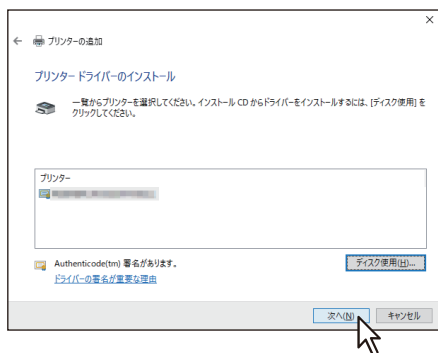 プリンターの追加
プリンター ドライバーのインストール
一覧からプリンターを選択してください。インストール CD からドライバーをインストールするには、[ディスク使用] を
クリックしてください。
プリンター
Authenticode(tm) 署名があります。
ディスク使用(H)...
ドライバーの署名が重要な理由
次へ(N)
キャンセル